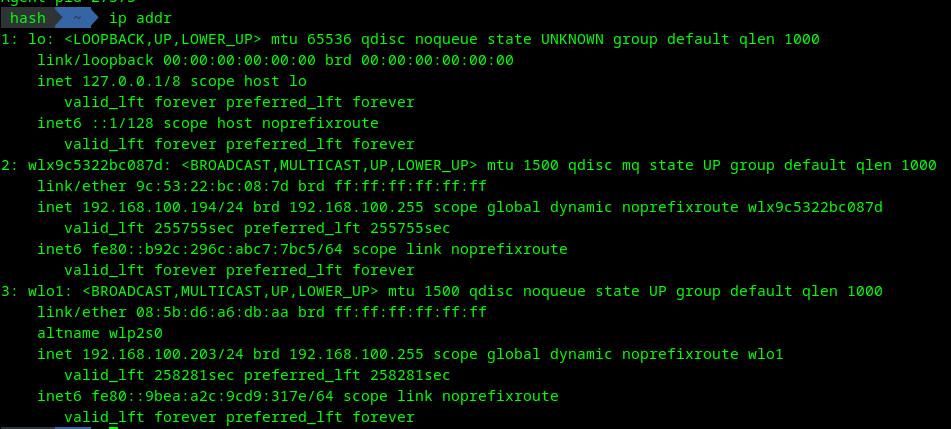 Agent pid 27375
hash ~ ip addr
1: lo: <LOOPBACK,UP,LOWER_UP> mtu 65536 qdisc noqueue state UNKNOWN group default qlen 1000
link/loopback 00:00:00:00:00:00 brd 00:00:00:00:00:00
inet 127.0.0.1/8 scope host lo
valid_lft forever preferred_lft forever
inet6 ::1/128 scope host noprefixroute
valid_lft forever preferred_lft forever
2: wlx9c5322bc087d: <BROADCAST,MULTICAST,UP,LOWER_UP> mtu 1500 qdisc mq state UP group default qlen 1000
link/ether 9c:53:22:bc:08:7d brd ff:ff:ff:ff:ff:ff
inet 192.168.100.194/24 brd 192.168.100.255 scope global dynamic noprefixroute wlx9c5322bc087d
valid_lft 255755sec preferred_lft 255755sec
inet6 fe80::b92c:296c:abc7:7bc5/64 scope link noprefixroute
valid_lft forever preferred_lft forever
3: wlo1: <BROADCAST,MULTICAST,UP,LOWER_UP> mtu 1500 qdisc noqueue state UP group default qlen 1000
link/ether 08:5b:d6:a6:db:aa brd ff:ff:ff:ff:ff:ff
altname wlp2s0
inet 192.168.100.203/24 brd 192.168.100.255 scope global dynamic noprefixroute wlo1
valid_lft 258281sec preferred_lft 258281sec
inet6 fe80::9bea:a2c:9cd9:317e/64 scope link noprefixroute
valid_lft forever preferred_lft forever